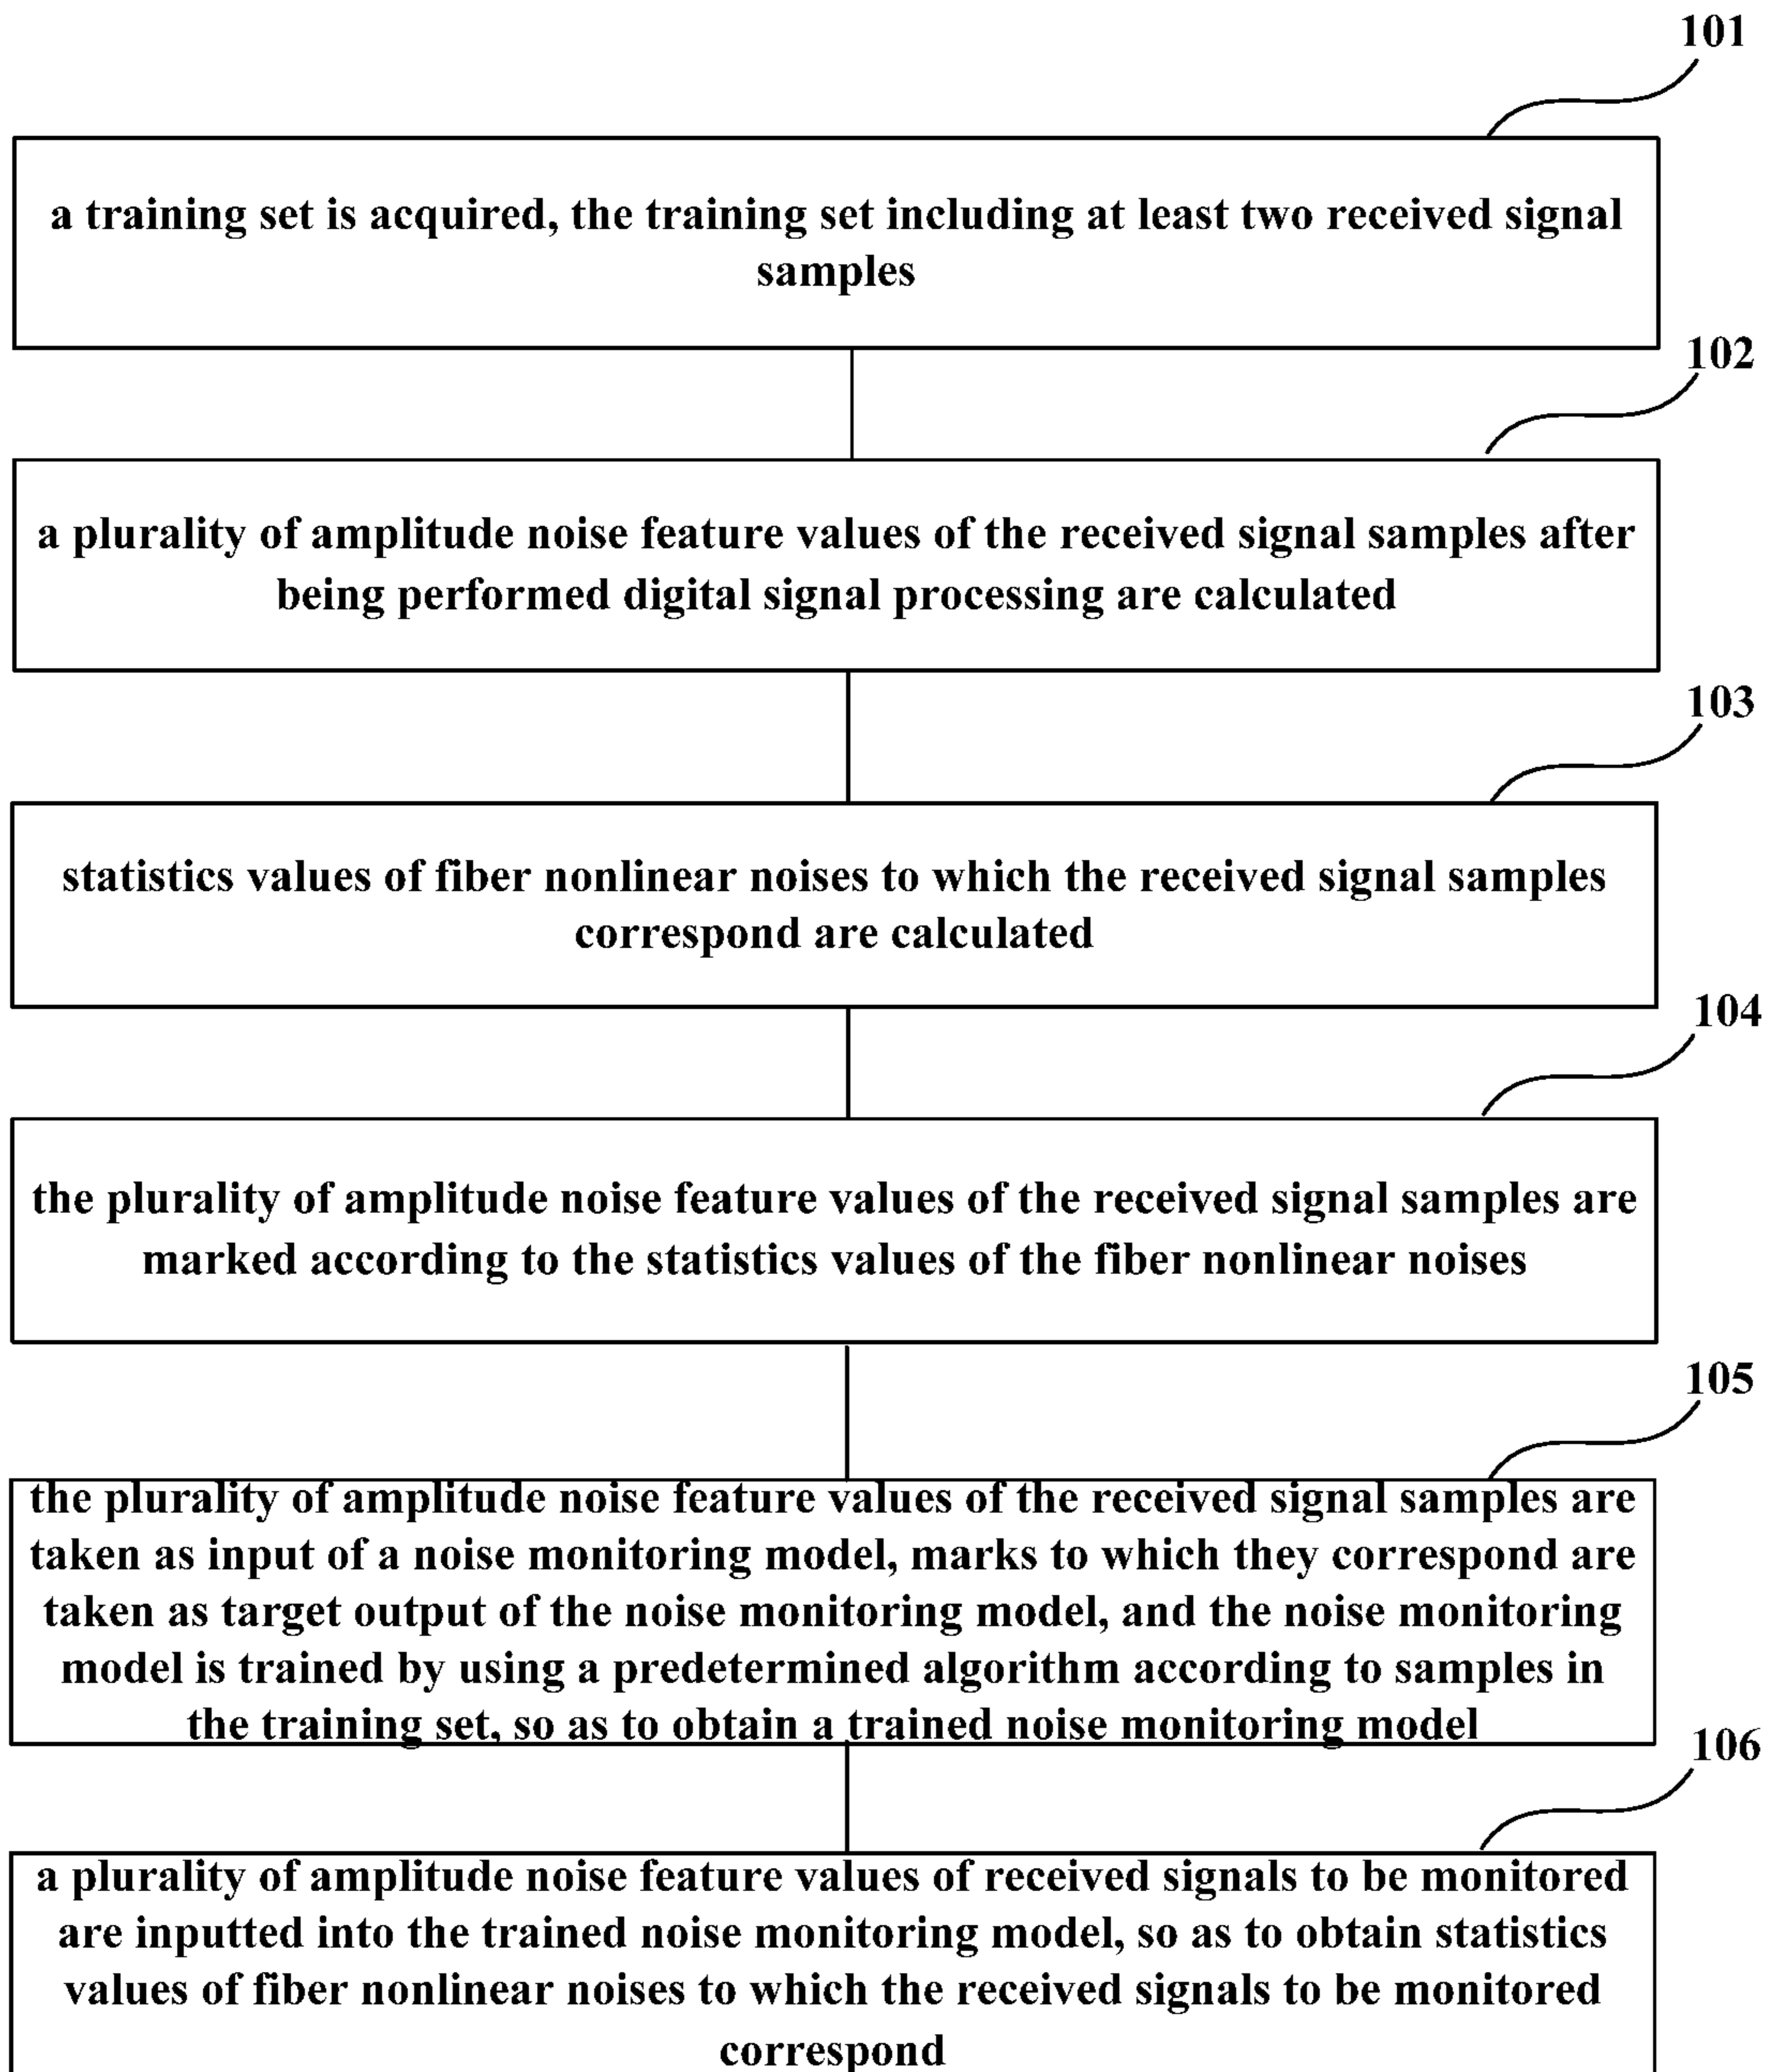 101
a training set is acquired, the training set including at least two received signal
samples
102
a plurality of amplitude noise feature values of the received signal samples after
being performed digital signal processing are calculated
103
statistics values of fiber nonlinear noises to which the received signal samples
correspond are calculated
104
the plurality of amplitude noise feature values of the received signal samples are
marked according to the statistics values of the fiber nonlinear noises
105
the plurality of amplitude noise feature values of the received signal samples are
taken as input of a noise monitoring model, marks to which they correspond are
taken as target output of the noise monitoring model, and the noise monitoring
model is trained by using a predetermined algorithm according to samples in
the training set, so as to obtain a trained noise monitoring model
106
a plurality of amplitude noise feature values of received signals to be monitored
are inputted into the trained noise monitoring model, so as to obtain statistics
values of fiber nonlinear noises to which the received signals to be monitored
correspond